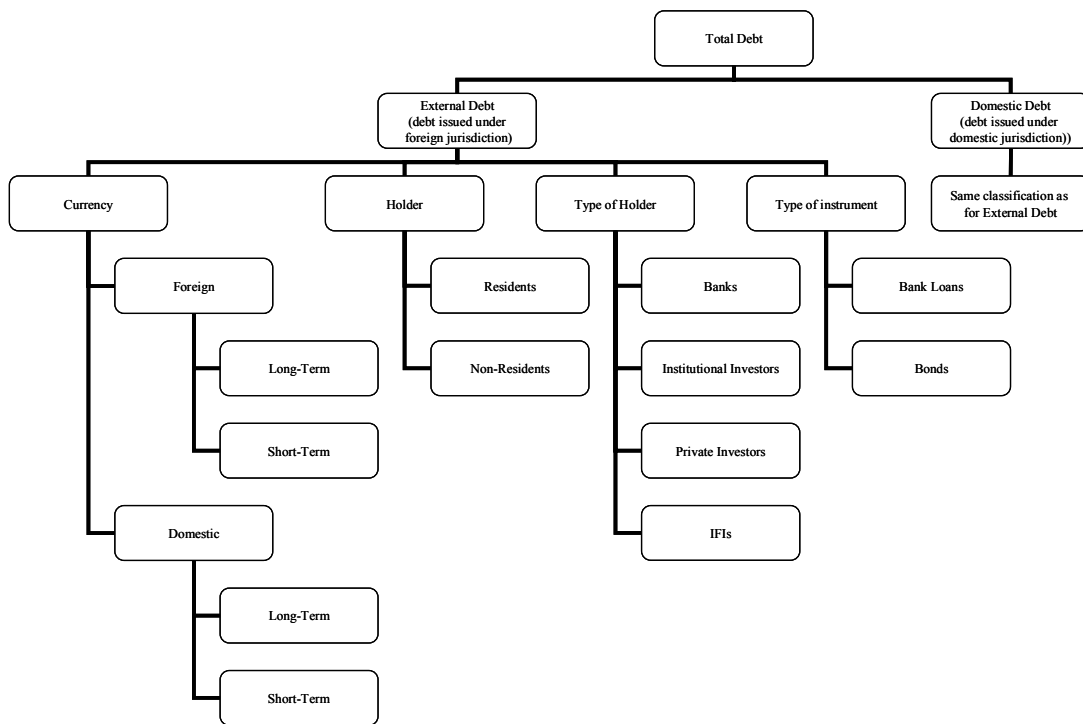 Total Debt
External Debt
(debt issued under
foreign jurisdiction)
Domestic Debt
(debt issued under
domestic jurisdiction))
Currency
Holder
Type of Holder
Type of instrument
Same classification as
for External Debt
Foreign
Residents
Banks
Bank Loans
Long-Term
Non-Residents
Institutional Investors
Bonds
Short-Term
Private Investors
Domestic
IFIs
Long-Term
Short-Term